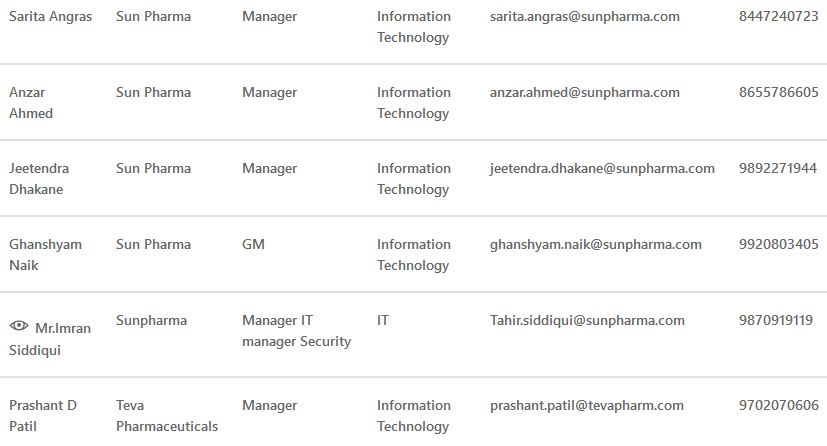 Sarita Angras Sun Pharma Manager Information sarita.angras@sunpharma.com 8447240723
Technology
Anzar Sun Pharma Manager Information anzar.ahmed@sunpharma.com 8655786605
Ahmed Technology
Jeetendra Sun Pharma Manager Information jeetendra.dhakane@sunpharma.com 9892271944
Dhakane Technology
Ghanshyam Sun Pharma GM Information ghanshyam.naik@sunpharma.com 9920803405
Naik Technology
Mr.Imran Sunpharma Manager IT IT Tahir.siddiqui@sunpharma.com 9870919119
Siddiqui manager Security
Prashant D Teva Manager Information prashant.patil@tevapharm.com 9702070606
Patil Pharmaceuticals Technology